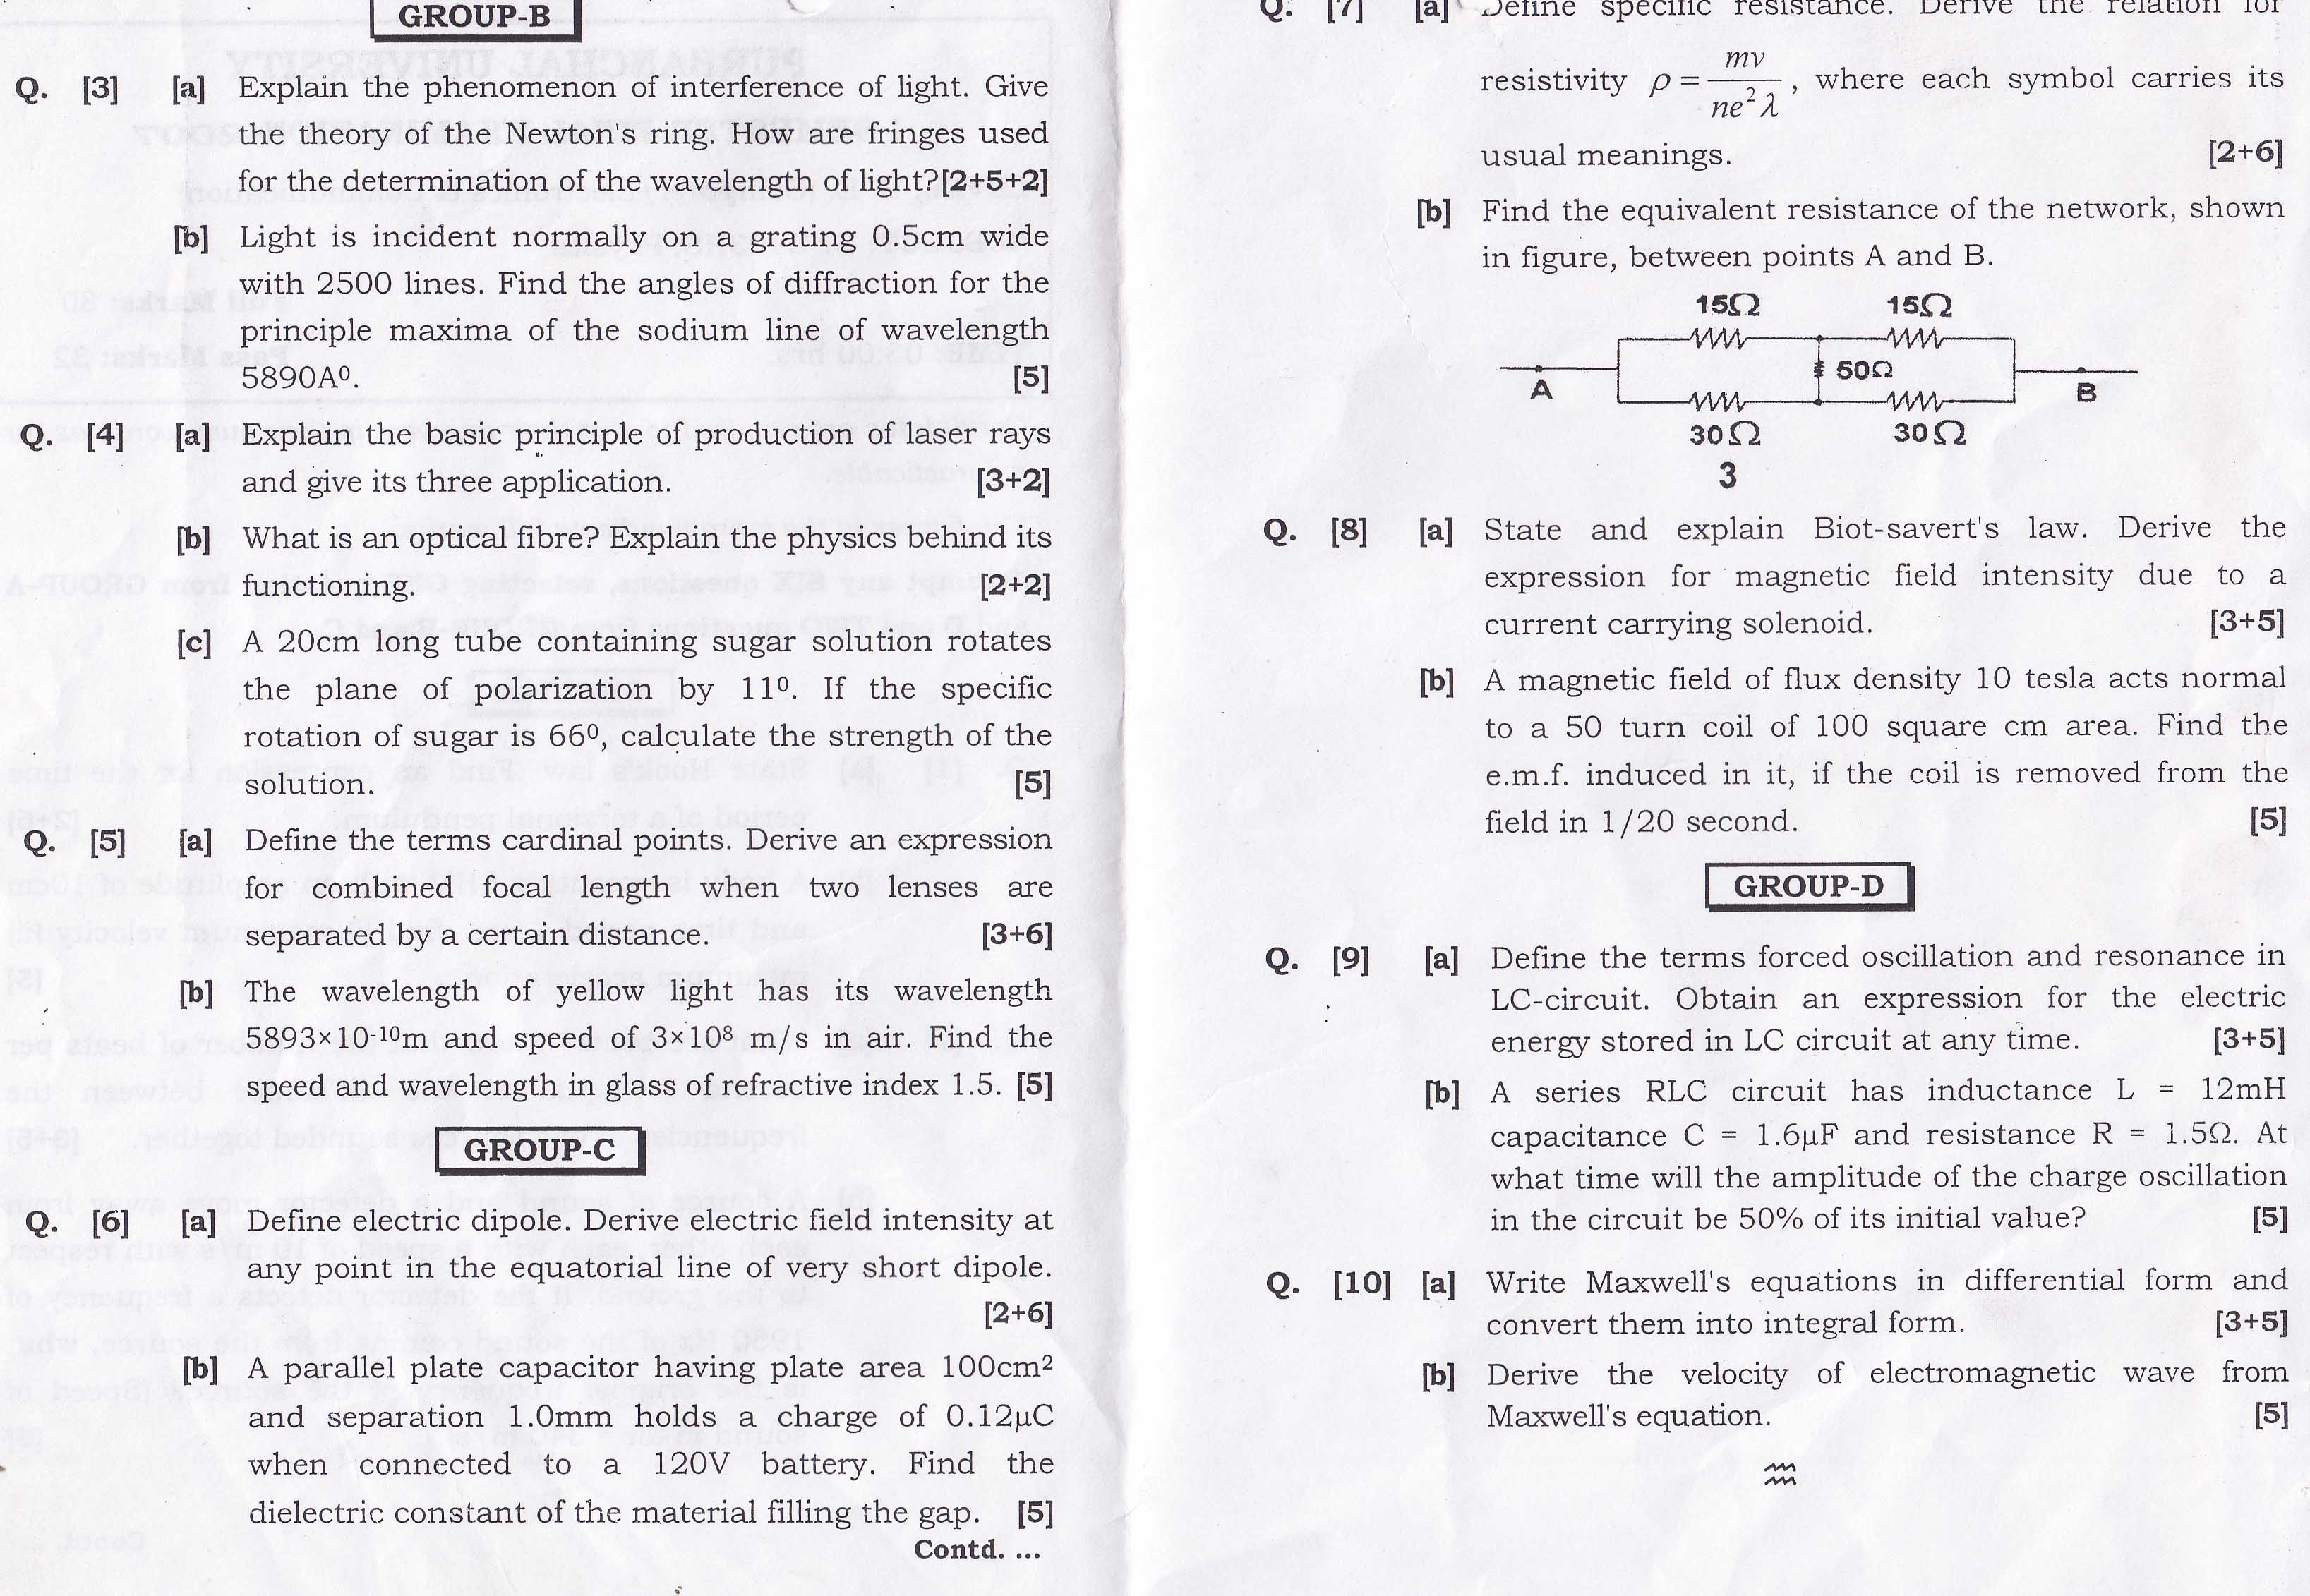 GROUP-B
Q. [3] [a] Explain the phenomenon of interference of light. Give
the theory of the Newton's ring. How are fringes used
for the determination of the wavelength of light?[2+5+2]
[b] Light is incident normally on a grating 0.5cm wide
with 2500 lines. Find the angles of diffraction for the
principle maxima of the sodium line of wavelength
5890A⁰. [5]
Q. [4] [a] Explain the basic principle of production of laser rays
and give its three application. [3+2]
[b] What is an optical fibre? Explain the physics behind its
functioning. [2+2]
[c] A 20cm long tube containing sugar solution rotates
the plane of polarization by 11⁰. If the specific
rotation of sugar is 66⁰, calculate the strength of the
solution. [5]
Q. [5] [a] Define the terms cardinal points. Derive an expression
for combined focal length when two lenses are
separated by a certain distance. [3+6]
[b] The wavelength of yellow light has its wavelength
5893×10⁻¹⁰m and speed of 3×10⁸ m/s in air. Find the
speed and wavelength in glass of refractive index 1.5. [5]
GROUP-C
Q. [6] [a] Define electric dipole. Derive electric field intensity at
any point in the equatorial line of very short dipole.
[2+6]
[b] A parallel plate capacitor having plate area 100cm²
and separation 1.0mm holds a charge of 0.12µC
when connected to a 120V battery. Find the
dielectric constant of the material filling the gap. [5]
Contd. ...
Q. [7] [a] Define specific resistance. Derive the relation for
resistivity ρ = mv / ne²λ, where each symbol carries its
usual meanings. [2+6]
[b] Find the equivalent resistance of the network, shown
in figure, between points A and B.
15Ω 15Ω
50Ω
A B
30Ω 30Ω
3
Q. [8] [a] State and explain Biot-savert's law. Derive the
expression for magnetic field intensity due to a
current carrying solenoid. [3+5]
[b] A magnetic field of flux density 10 tesla acts normal
to a 50 turn coil of 100 square cm area. Find the
e.m.f. induced in it, if the coil is removed from the
field in 1/20 second. [5]
GROUP-D
Q. [9] [a] Define the terms forced oscillation and resonance in
LC-circuit. Obtain an expression for the electric
energy stored in LC circuit at any time. [3+5]
[b] A series RLC circuit has inductance L = 12mH
capacitance C = 1.6µF and resistance R = 1.5Ω. At
what time will the amplitude of the charge oscillation
in the circuit be 50% of its initial value? [5]
Q. [10] [a] Write Maxwell's equations in differential form and
convert them into integral form. [3+5]
[b] Derive the velocity of electromagnetic wave from
Maxwell's equation. [5]